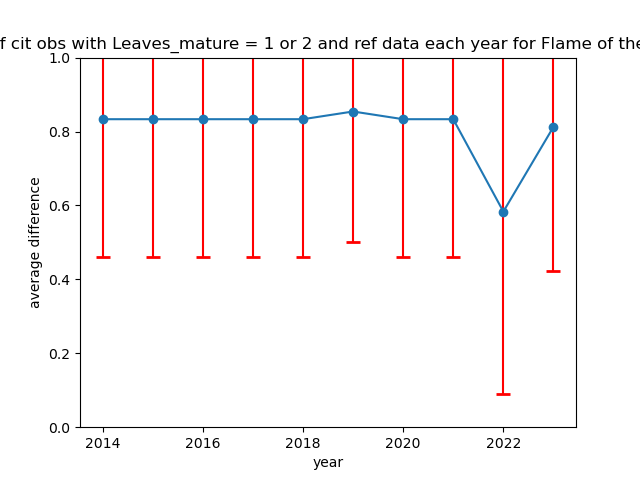 f cit obs with Leaves_mature = 1 or 2 and ref data each year for Flame of the
1.0
0.8
0.6
0.4
0.2
0.0
average difference
2014 2016 2018 2020 2022
year